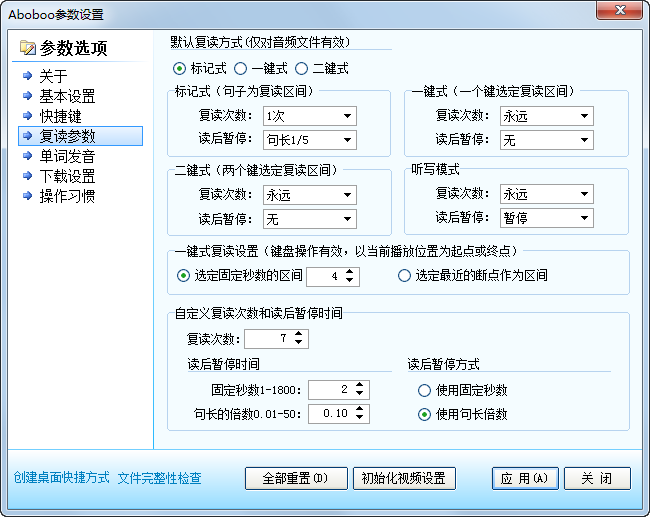 Aboboo参数设置
参数选项
关于
基本设置
快捷键
复读参数
单词发音
下载设置
操作习惯
默认复读方式(仅对音频文件有效)
标记式 一键式 二键式
标记式（句子为复读区间）
复读次数: 1次
读后暂停: 句长1/5
一键式（一个键选定复读区间）
复读次数: 永远
读后暂停: 无
二键式（两个键选定复读区间）
复读次数: 永远
读后暂停: 无
听写模式
复读次数: 永远
读后暂停: 暂停
一键式复读设置（键盘操作有效，以当前播放位置为起点或终点）
选定固定秒数的区间 4 选定最近的断点作为区间
自定义复读次数和读后暂停时间
复读次数: 7
读后暂停时间
固定秒数1-1800: 2
句长的倍数0.01-50: 0.10
读后暂停方式
使用固定秒数
使用句长倍数
创建桌面快捷方式 文件完整性检查 全部重置(D) 初始化视频设置 应 用(A) 关 闭